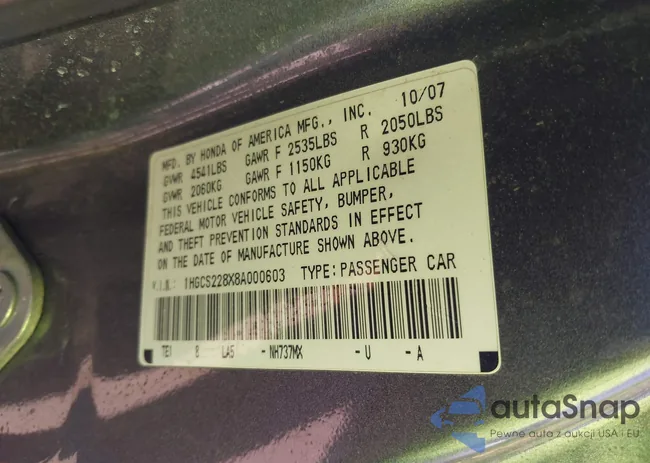 MFD. BY HONDA OF AMERICA MFG., INC. 10/07
GVWR 4541LBS GAWR F 2535LBS R 2050LBS
GVWR 2060KG GAWR F 1150KG R 930KG
THIS VEHICLE CONFORMS TO ALL APPLICABLE
FEDERAL MOTOR VEHICLE SAFETY, BUMPER,
AND THEFT PREVENTION STANDARDS IN EFFECT
ON THE DATE OF MANUFACTURE SHOWN ABOVE.
V.I.N.: 1HGCS228X8A000603 TYPE:PASSENGER CAR
TE1 B LA5 -NH737MX -U -A
autaSnap
Pewne auta z aukcji USA i EU